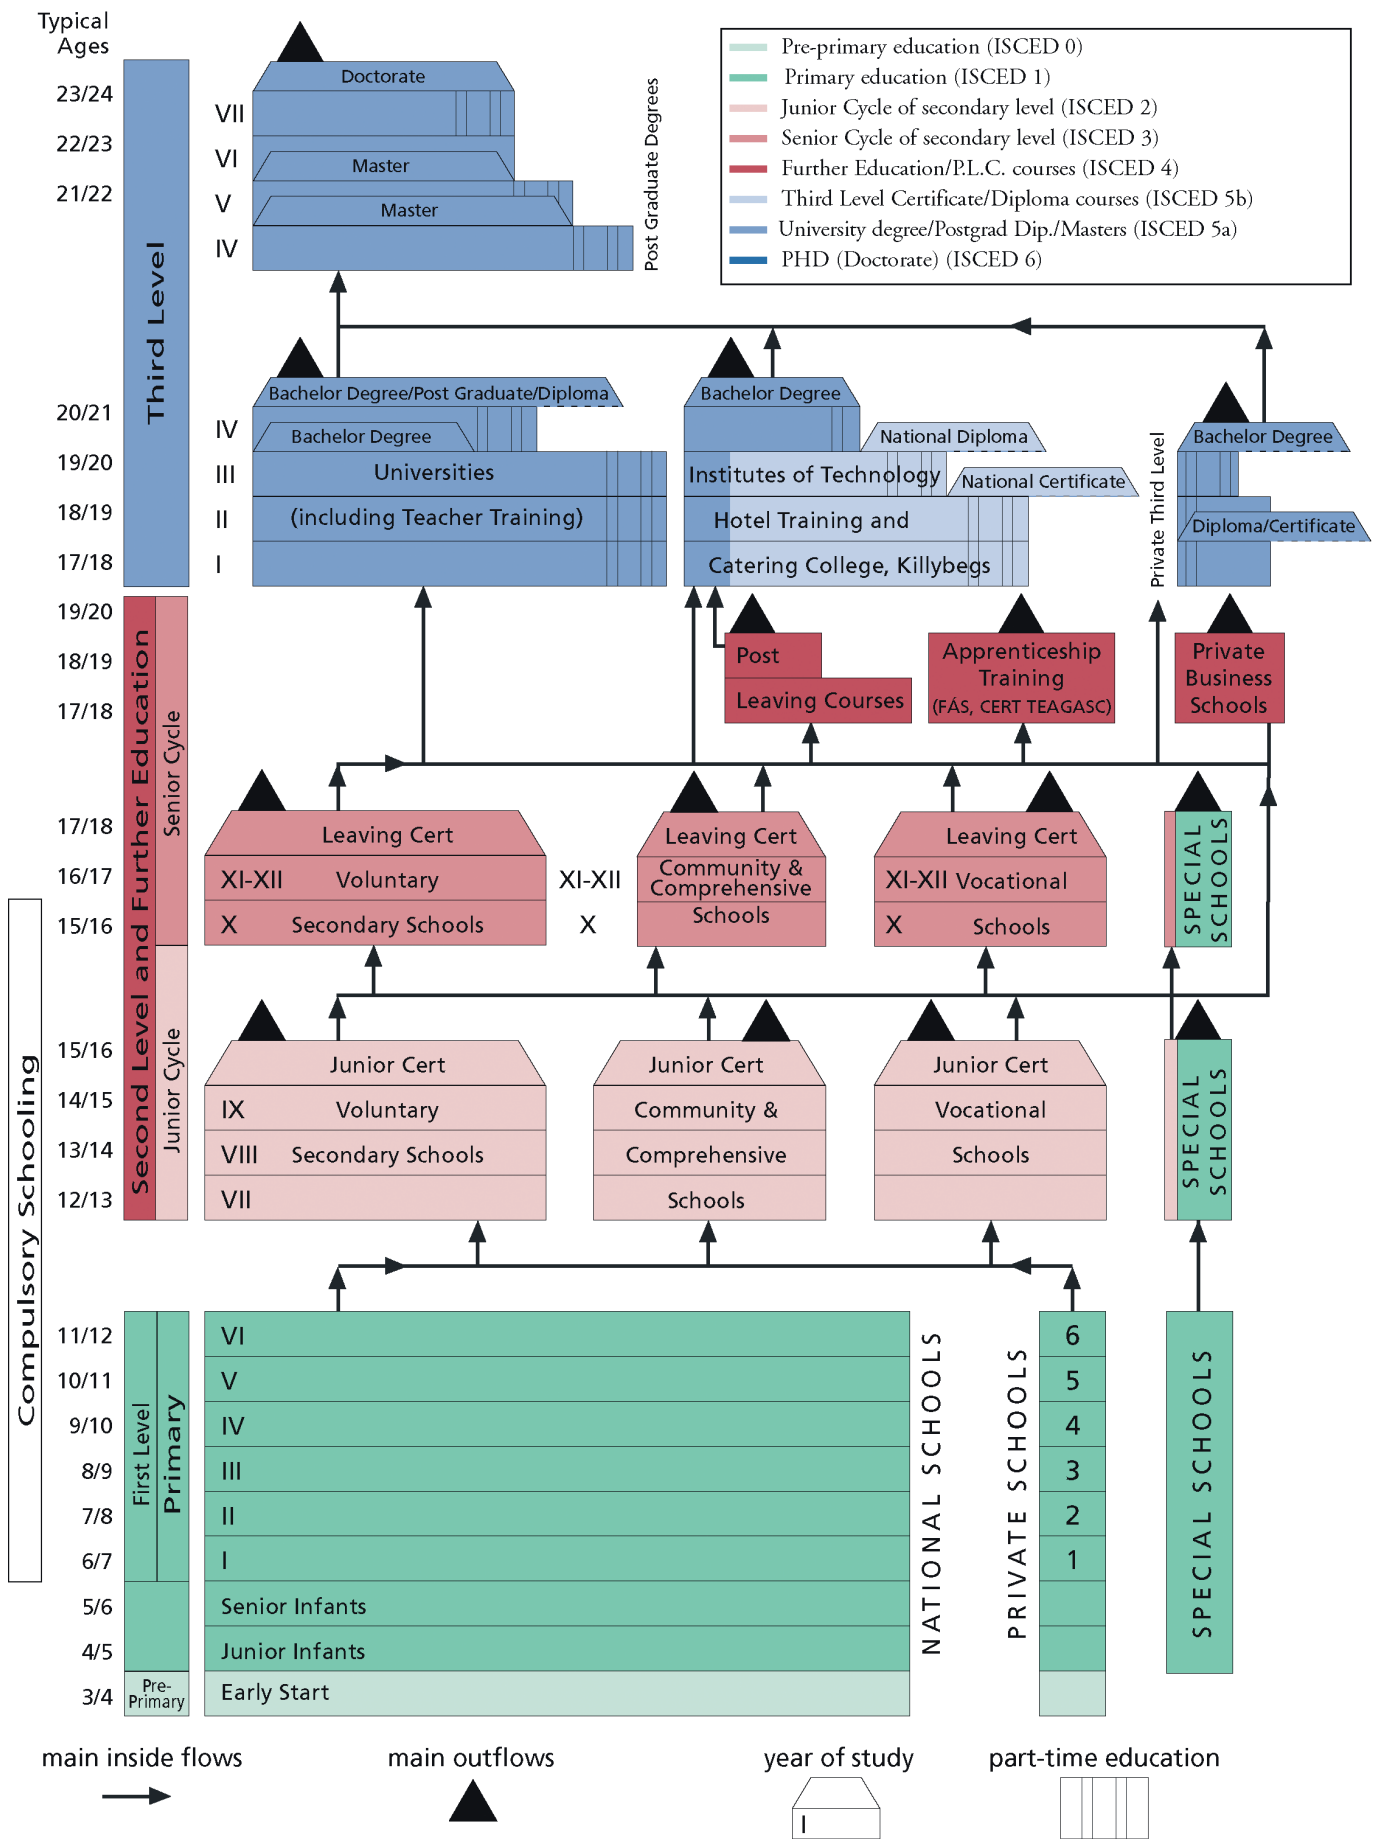 Typical
Ages
Pre-primary education (ISCED 0)
Primary education (ISCED 1)
Junior Cycle of secondary level (ISCED 2)
Senior Cycle of secondary level (ISCED 3)
Further Education/P.L.C. courses (ISCED 4)
Third Level Certificate/Diploma courses (ISCED 5b)
University degree/Postgrad Dip./Masters (ISCED 5a)
PHD (Doctorate) (ISCED 6)
Third Level
23/24
22/23
21/22
Doctorate
VII
VI
Master
V
Master
IV
Post Graduate Degrees
20/21
19/20
18/19
17/18
IV
III
II
I
Bachelor Degree/Post Graduate/Diploma
Bachelor Degree
Universities
(including Teacher Training)
Bachelor Degree
National Diploma
Institutes of Technology
National Certificate
Hotel Training and
Catering College, Killybegs
Private Third Level
Bachelor Degree
Diploma/Certificate
Second Level and Further Education
Senior Cycle
19/20
18/19
17/18
Post
Leaving Courses
Apprenticeship
Training
(FÁS, CERT TEAGASC)
Private
Business
Schools
17/18
16/17
15/16
Leaving Cert
XI-XII Voluntary
X Secondary Schools
XI-XII
X
Leaving Cert
Community &
Comprehensive
Schools
Leaving Cert
XI-XII Vocational
X Schools
SPECIAL
SCHOOLS
Compulsory Schooling
Junior Cycle
15/16
14/15
13/14
12/13
Junior Cert
IX Voluntary
VIII Secondary Schools
VII
Junior Cert
Community &
Comprehensive
Schools
Junior Cert
Vocational
Schools
SPECIAL
SCHOOLS
First Level
Primary
11/12
10/11
9/10
8/9
7/8
6/7
5/6
4/5
Pre-
Primary
3/4
VI
V
IV
III
II
I
Senior Infants
Junior Infants
Early Start
NATIONAL SCHOOLS
PRIVATE SCHOOLS
6
5
4
3
2
1
SPECIAL SCHOOLS
main inside flows
main outflows
year of study
I
part-time education